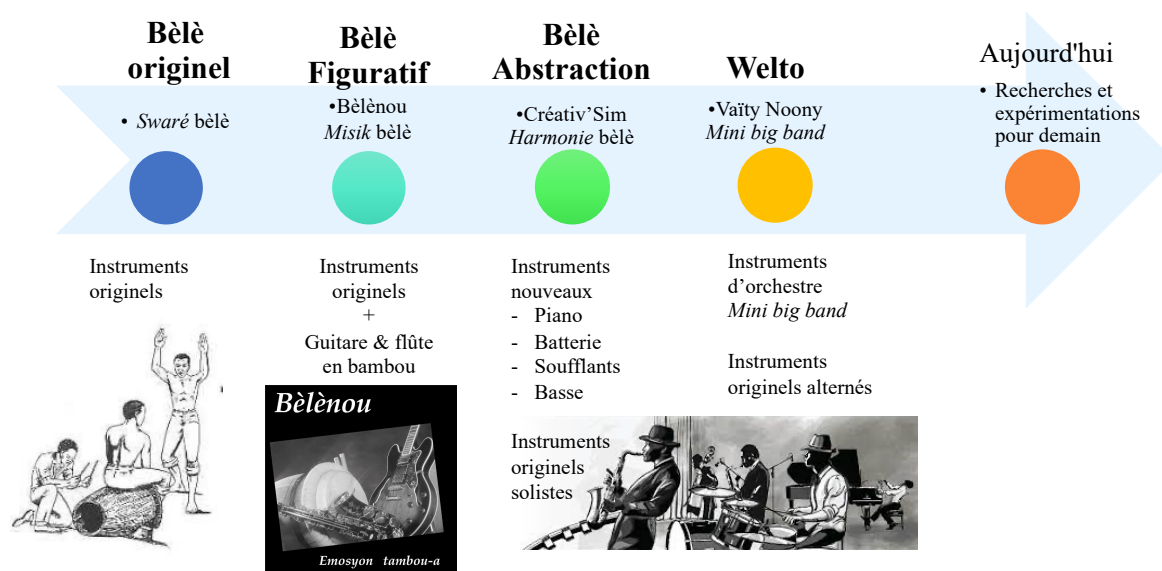 Bèlè
originel
• Swaré bèlè
Instruments
originels
Bèlè
Figuratif
•Bèlènou
Misik bèlè
Instruments
originels
+
Guitare & flûte
en bambou
Bèlènou
Emosyon tambou-a
Bèlè
Abstraction
•Créativ’Sim
Harmonie bèlè
Instruments
nouveaux
- Piano
- Batterie
- Soufflants
- Basse
Instruments
originels
solistes
Welto
•Vaïty Noony
Mini big band
Instruments
d’orchestre
Mini big band
Instruments
originels alternés
Aujourd'hui
• Recherches et
expérimentations
pour demain